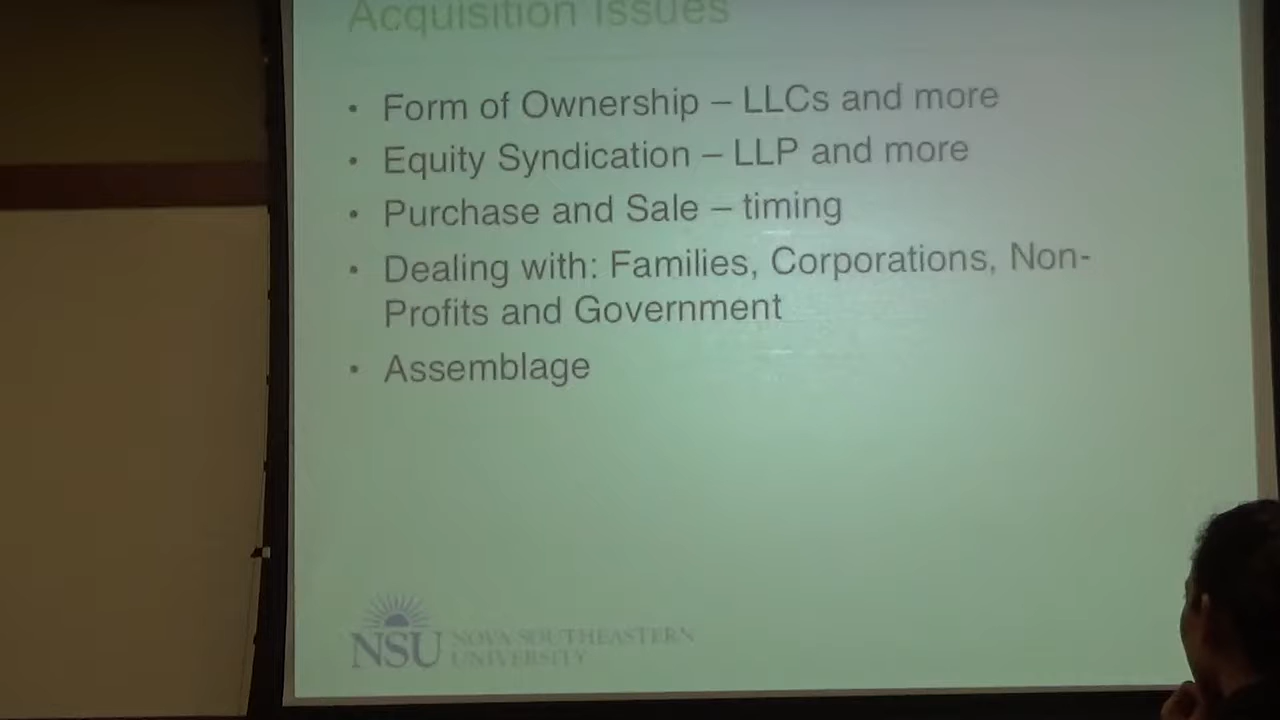 Acquisition Issues
• Form of Ownership – LLCs and more
• Equity Syndication – LLP and more
• Purchase and Sale – timing
• Dealing with: Families, Corporations, Non-
Profits and Government
• Assemblage
NSU NOVA SOUTHEASTERN
UNIVERSITY